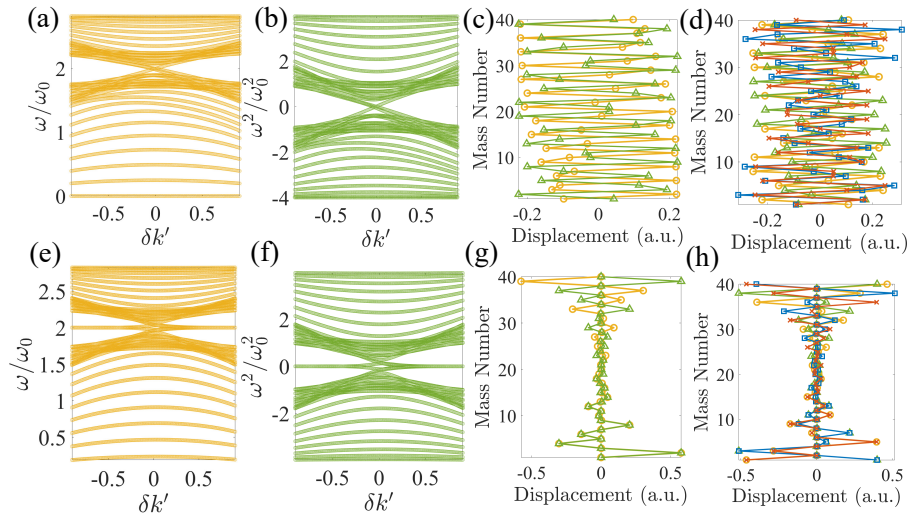 (a) (b) (c) (d)
ω/ω₀
2
1
0
-0.5 0 0.5
δk′
ω²/ω₀²
2
0
-2
-4
-0.5 0 0.5
δk′
Mass Number
40
30
20
10
-0.2 0 0.2
Displacement (a.u.)
Mass Number
40
30
20
10
-0.2 0 0.2
Displacement (a.u.)
(e) (f) (g) (h)
ω/ω₀
2.5
2
1.5
1
0.5
-0.5 0 0.5
δk′
ω²/ω₀²
2
0
-2
-0.5 0 0.5
δk′
Mass Number
40
30
20
10
-0.5 0 0.5
Displacement (a.u.)
Mass Number
40
30
20
10
-0.5 0 0.5
Displacement (a.u.)